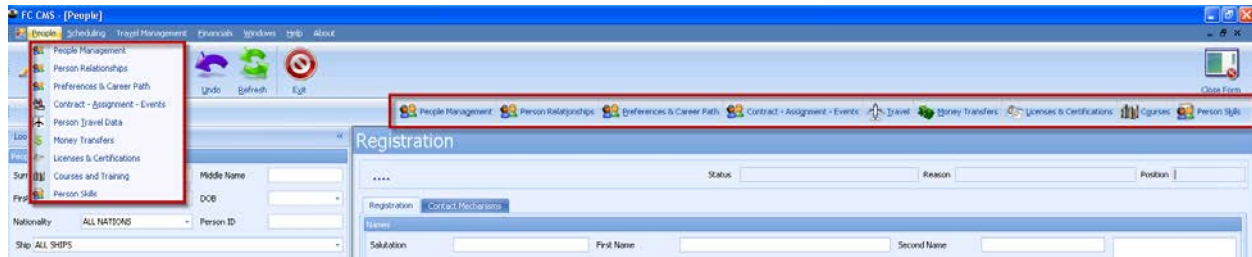 FC CMS - [People]
People Scheduling Travel Management Financials Windows Help About
People Management
Person Relationships
Preferences & Career Path
Contract - Assignment - Events
Person Travel Data
Money Transfers
Licenses & Certifications
Courses and Training
Person Skills
Undo Refresh Exit
Close Form
People Management Person Relationships Preferences & Career Path Contract - Assignment - Events Travel Money Transfers Licenses & Certifications Courses Person Skills
Middle Name
DOB
Nationality ALL NATIONS Person ID
Ship ALL SHIPS
Registration
.... Status Reason Position
Registration Contact Mechanisms
Names
Salutation First Name Second Name